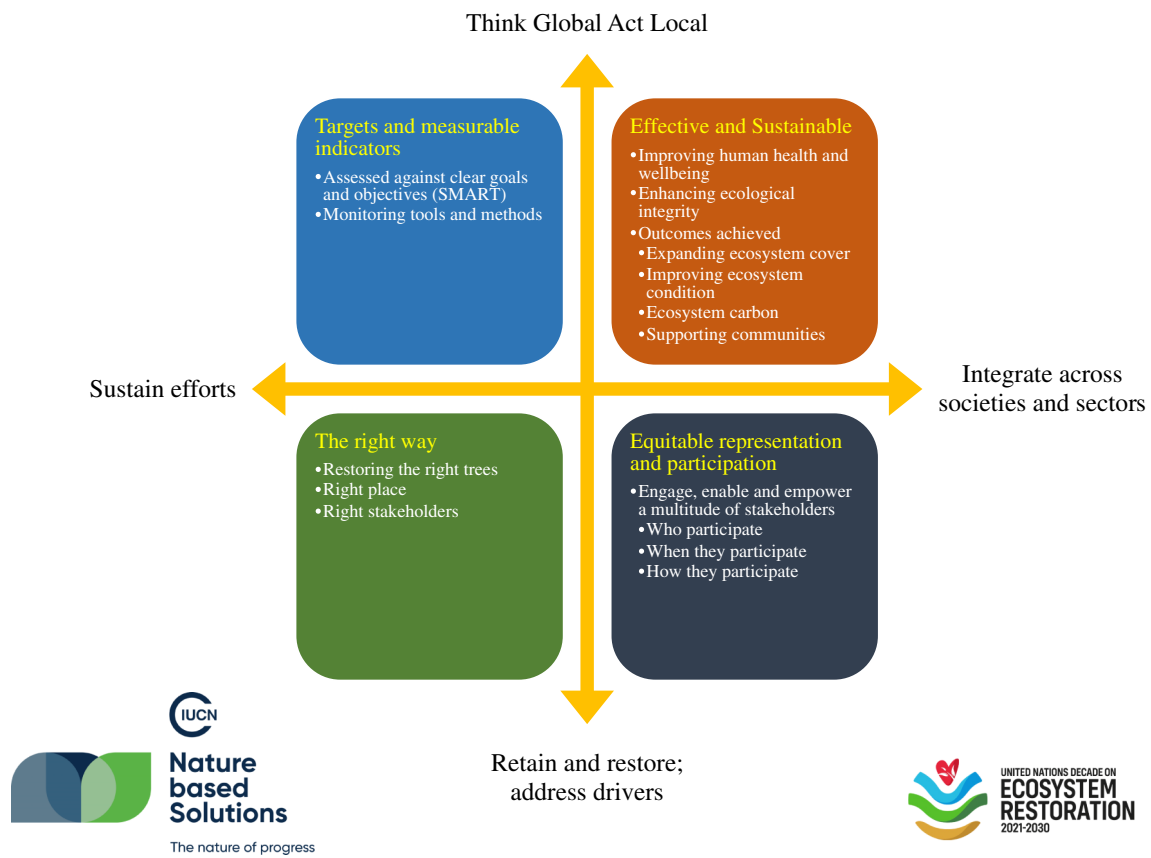 Think Global Act Local
Targets and measurable
indicators
•Assessed against clear goals
and objectives (SMART)
•Monitoring tools and methods
Effective and Sustainable
•Improving human health and
wellbeing
•Enhancing ecological
integrity
•Outcomes achieved
•Expanding ecosystem cover
•Improving ecosystem
condition
•Ecosystem carbon
•Supporting communities
Sustain efforts
Integrate across
societies and sectors
The right way
•Restoring the right trees
•Right place
•Right stakeholders
Equitable representation
and participation
•Engage, enable and empower
a multitude of stakeholders
•Who participate
•When they participate
•How they participate
Retain and restore;
address drivers
IUCN
Nature
based
Solutions
The nature of progress
UNITED NATIONS DECADE ON
ECOSYSTEM
RESTORATION
2021-2030